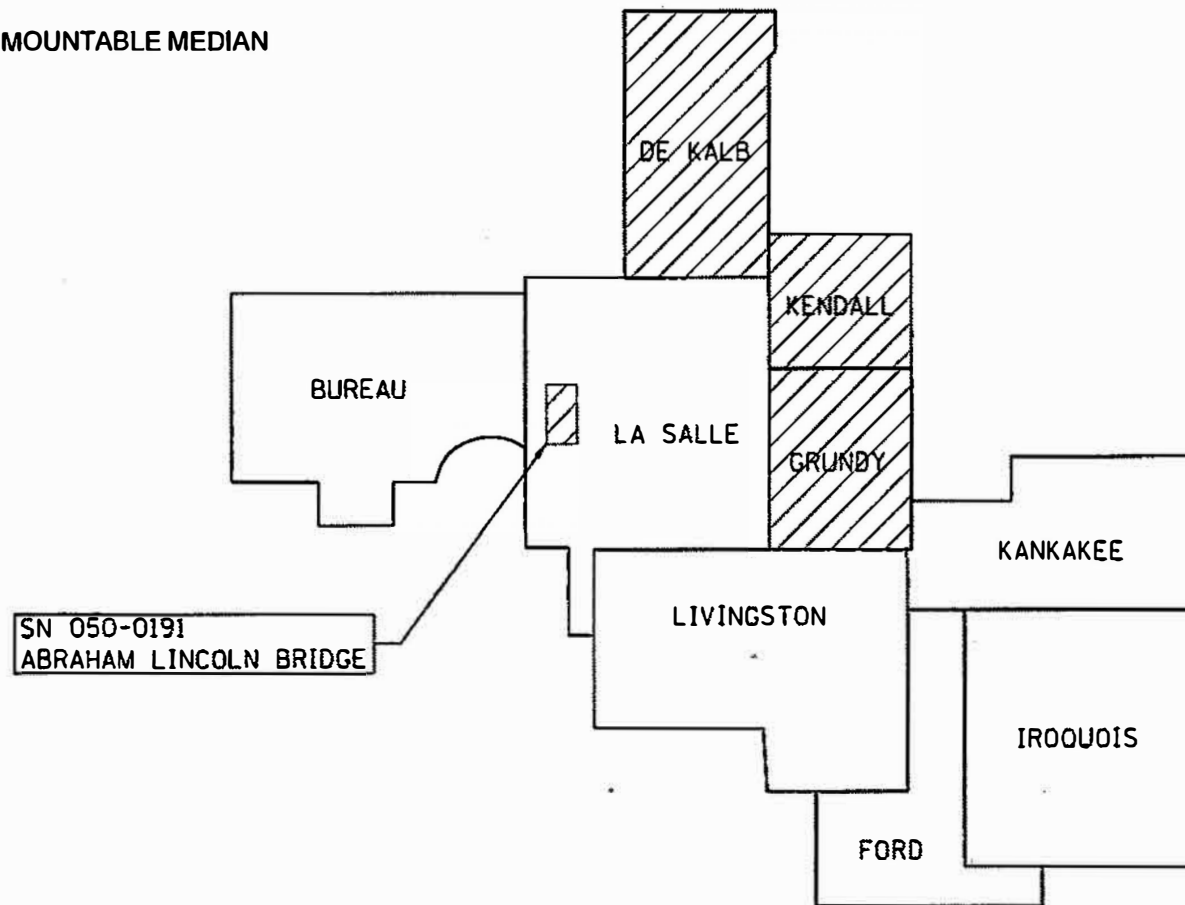 MOUNTABLE MEDIAN
DE KALB
KENDALL
BUREAU
LA SALLE
GRUNDY
KANKAKEE
LIVINGSTON
SN 050-0191
ABRAHAM LINCOLN BRIDGE
IROQUOIS
FORD